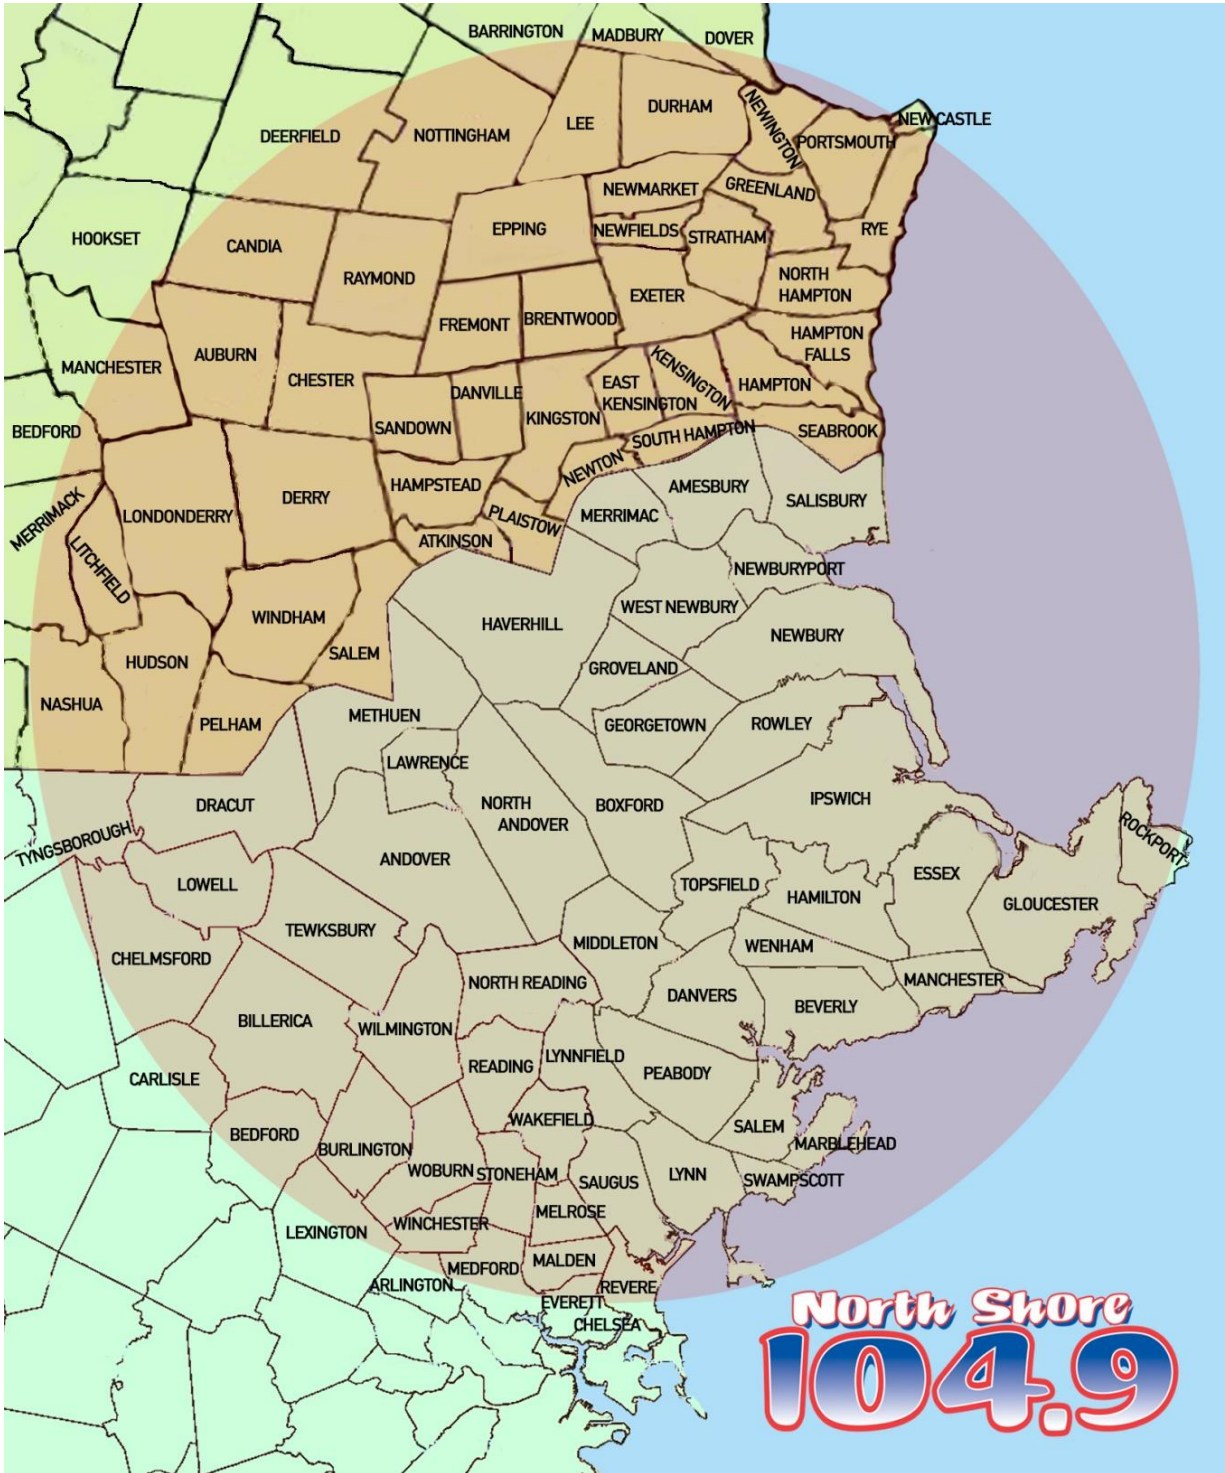 BARRINGTON
MADBURY
DOVER
DEERFIELD
NOTTINGHAM
LEE
DURHAM
NEWINGTON
PORTSMOUTH
NEW CASTLE
HOOKSET
CANDIA
RAYMOND
EPPING
NEWMARKET
NEWFIELDS
STRATHAM
GREENLAND
RYE
NORTH
HAMPTON
EXETER
FREMONT
BRENTWOOD
MANCHESTER
AUBURN
CHESTER
SANDOWN
DANVILLE
KINGSTON
EAST
KENSINGTON
KENSINGTON
HAMPTON
HAMPTON
FALLS
SEABROOK
SOUTH HAMPTON
NEWTON
BEDFORD
MERRIMACK
LITCHFIELD
LONDONDERRY
DERRY
HAMPSTEAD
PLAISTOW
ATKINSON
MERRIMAC
AMESBURY
SALISBURY
NEWBURYPORT
WEST NEWBURY
NEWBURY
HAVERHILL
GROVELAND
WINDHAM
SALEM
HUDSON
NASHUA
PELHAM
METHUEN
LAWRENCE
GEORGETOWN
ROWLEY
IPSWICH
BOXFORD
NORTH
ANDOVER
ANDOVER
DRACUT
TYNGSBOROUGH
LOWELL
TEWKSBURY
CHELMSFORD
TOPSFIELD
HAMILTON
ESSEX
GLOUCESTER
ROCKPORT
MIDDLETON
WENHAM
MANCHESTER
BEVERLY
DANVERS
NORTH READING
BILLERICA
WILMINGTON
READING
LYNNFIELD
PEABODY
CARLISLE
BEDFORD
BURLINGTON
WOBURN
STONEHAM
WAKEFIELD
SAUGUS
LYNN
SALEM
MARBLEHEAD
SWAMPSCOTT
LEXINGTON
WINCHESTER
MELROSE
MALDEN
MEDFORD
ARLINGTON
REVERE
EVERETT
CHELSEA
North Shore
104.9